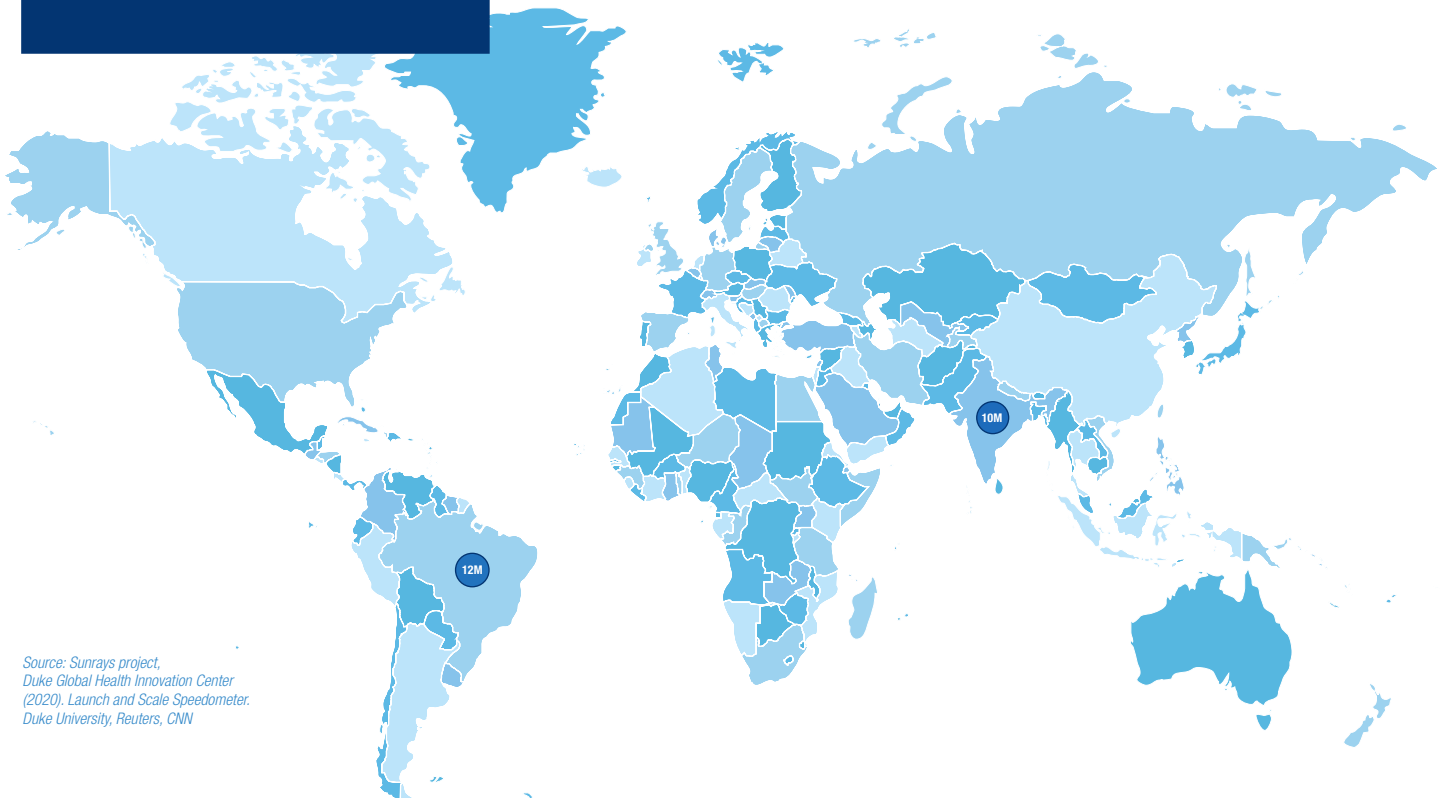 10M
12M
Source: Sunrays project,
Duke Global Health Innovation Center
(2020). Launch and Scale Speedometer.
Duke University, Reuters, CNN